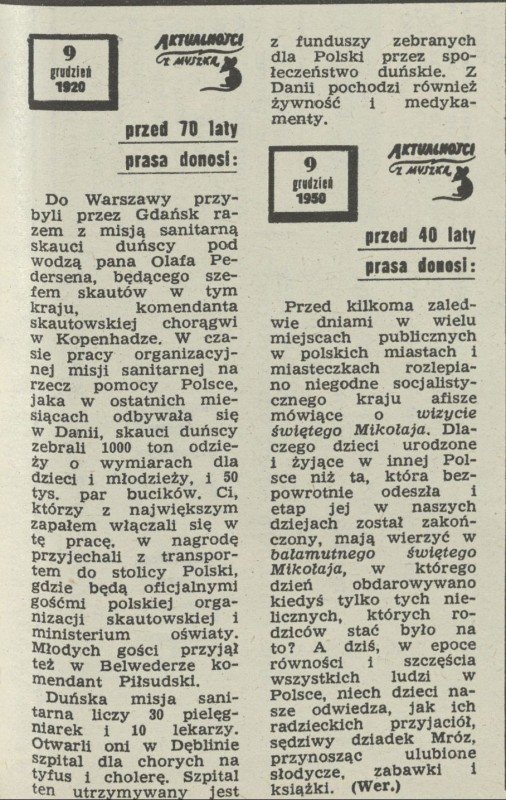 9
grudzień
1920
AKTUALNOŚCI
Z MYSZKĄ
przed 70 laty
prasa donosi:
Do Warszawy przy-
byli przez Gdańsk ra-
zem z misją sanitarną
skauci duńscy pod
wodzą pana Olafa Pe-
dersena, będącego sze-
fem skautów w tym
kraju, komendanta
skautowskiej chorągwi
w Kopenhadze. W cza-
sie pracy organizacyj-
nej misji sanitarnej na
rzecz pomocy Polsce,
jaka w ostatnich mie-
siącach odbywała się
w Danii, skauci duńscy
zebrali 1000 ton odzie-
ży o wymiarach dla
dzieci i młodzieży, i 50
tys. par bucików. Ci,
którzy z największym
zapałem włączali się w
tę pracę, w nagrodę
przyjechali z transpor-
tem do stolicy Polski,
gdzie będą oficjalnymi
gośćmi polskiej orga-
nizacji skautowskiej i
ministerium oświaty.
Młodych gości przyjął
też w Belwederze ko-
mendant Piłsudski.
Duńska misja sani-
tarna liczy 30 pielęg-
niarek i 10 lekarzy.
Otwarli oni w Dęblinie
szpital dla chorych na
tyfus i cholerę. Szpital
ten utrzymywany jest
z funduszy zebranych
dla Polski przez spo-
łeczeństwo duńskie. Z
Danii pochodzi również
żywność i medyka-
menty.
9
grudzień
1950
AKTUALNOŚCI
Z MYSZKĄ
przed 40 laty
prasa donosi:
Przed kilkoma zaled-
wie dniami w wielu
miejscach publicznych
w polskich miastach i
miasteczkach rozlepia-
no niegodne socjalisty-
cznego kraju afisze
mówiące o wizycie
świętego Mikołaja. Dla-
czego dzieci urodzone
i żyjące w innej Pol-
sce niż ta, która bez-
powrotnie odeszła i
etap jej w naszych
dziejach został zakoń-
czony, mają wierzyć w
bałamutnego świętego
Mikołaja, w którego
dzień obdarowywano
kiedyś tylko tych nie-
licznych, których ro-
dziców stać było na
to? A dziś, w epoce
równości i szczęścia
wszystkich ludzi w
Polsce, niech dzieci na-
sze odwiedza, jak ich
radzieckich przyjaciół,
sędziwy dziadek Mróz,
przynosząc ulubione
słodycze, zabawki i
książki. (Wer.)